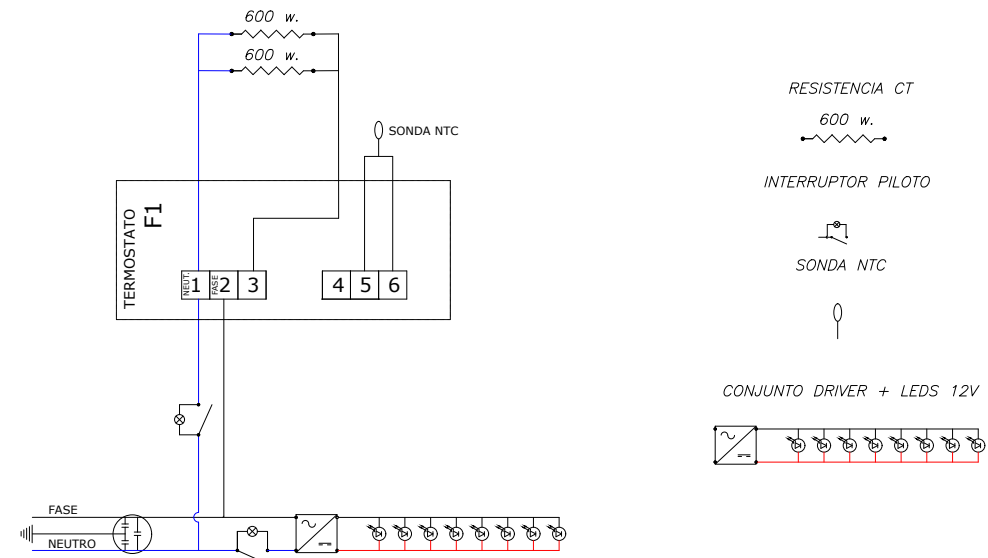 600 w.
600 w.
SONDA NTC
TERMOSTATO
F1
NEUT.
1
FASE
2
3
4
5
6
FASE
NEUTRO
RESISTENCIA CT
600 w.
INTERRUPTOR PILOTO
SONDA NTC
CONJUNTO DRIVER + LEDS 12V